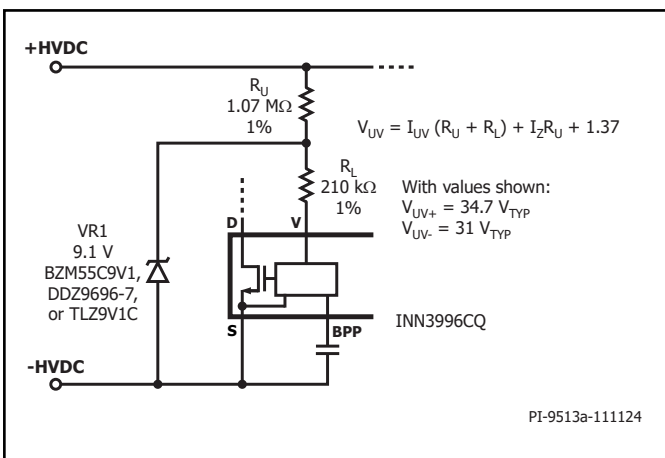 +HVDC
R_U
1.07 MΩ
1%
V_UV = I_UV (R_U + R_L) + I_ZR_U + 1.37
R_L
210 kΩ
1%
With values shown:
V_UV+ = 34.7 V_TYP
V_UV- = 31 V_TYP
D
V
VR1
9.1 V
BZM55C9V1,
DDZ9696-7,
or TLZ9V1C
INN3996CQ
S
BPP
-HVDC
PI-9513a-111124